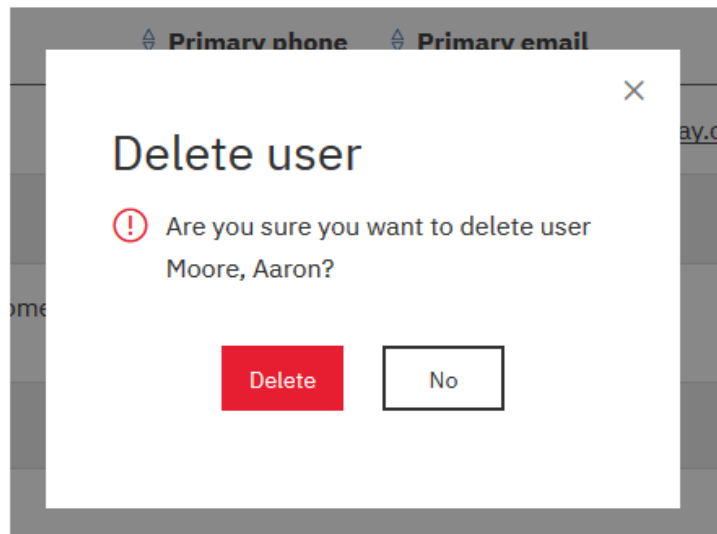 Primary phone Primary email
Delete user
Are you sure you want to delete user
Moore, Aaron?
Delete No